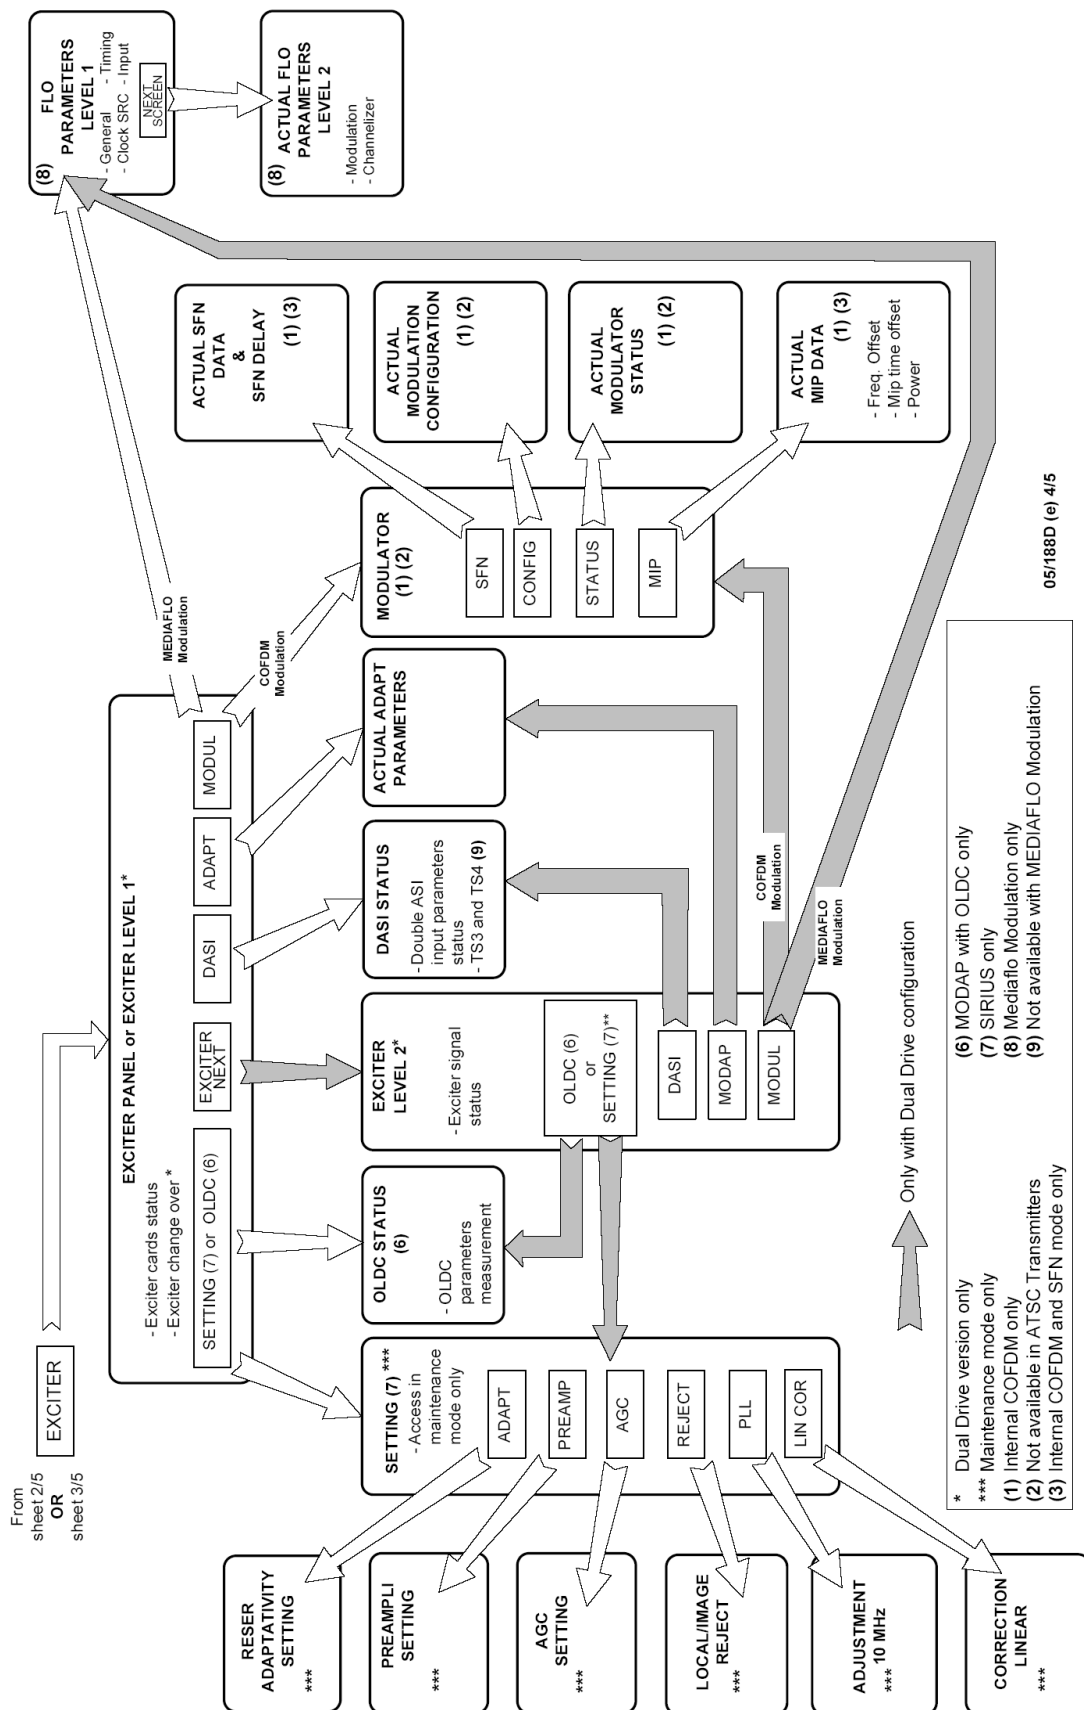 From
sheet 2/5
OR
sheet 3/5
EXCITER
EXCITER PANEL or EXCITER LEVEL 1*
- Exciter cards status
- Exciter change over *
SETTING (7) or OLDC (6)
EXCITER
NEXT
DASI
ADAPT
MODUL
MEDIAFLO
Modulation
COFDM
Modulation
(8)
FLO
PARAMETERS
LEVEL 1
- General - Timing
- Clock SRC - Input
NEXT
SCREEN
(8)
ACTUAL FLO
PARAMETERS
LEVEL 2
- Modulation
- Channelizer
SETTING (7) ***
- Access in
maintenance
mode only
ADAPT
PREAMP
AGC
REJECT
PLL
LIN COR
OLDC STATUS
(6)
- OLDC
parameters
measurement
EXCITER
LEVEL 2*
- Exciter signal
status
OLDC (6)
or
SETTING (7)**
DASI
MODAP
MODUL
DASI STATUS
- Double ASI
input parameters
status
- TS3 and TS4 (9)
ACTUAL ADAPT
PARAMETERS
MODULATOR
(1) (2)
SFN
CONFIG
STATUS
MIP
ACTUAL SFN
DATA
&
SFN DELAY
(1) (3)
ACTUAL
MODULATION
CONFIGURATION
(1) (2)
ACTUAL
MODULATOR
STATUS
(1) (2)
ACTUAL
MIP DATA
(1) (3)
- Freq. Offset
- Mip time offset
- Power
COFDM
Modulation
MEDIAFLO
Modulation
RESER
ADAPTATIVITY
SETTING
***
PREAMPLI
SETTING
***
AGC
SETTING
***
LOCAL/IMAGE
REJECT
***
ADJUSTMENT
10 MHz
***
CORRECTION
LINEAR
***
Only with Dual Drive configuration
* Dual Drive version only
*** Maintenance mode only
(1) Internal COFDM only
(2) Not available in ATSC Transmitters
(3) Internal COFDM and SFN mode only
(6) MODAP with OLDC only
(7) SIRIUS only
(8) Mediaflo Modulation only
(9) Not available with MEDIAFLO Modulation
05/188D (e) 4/5